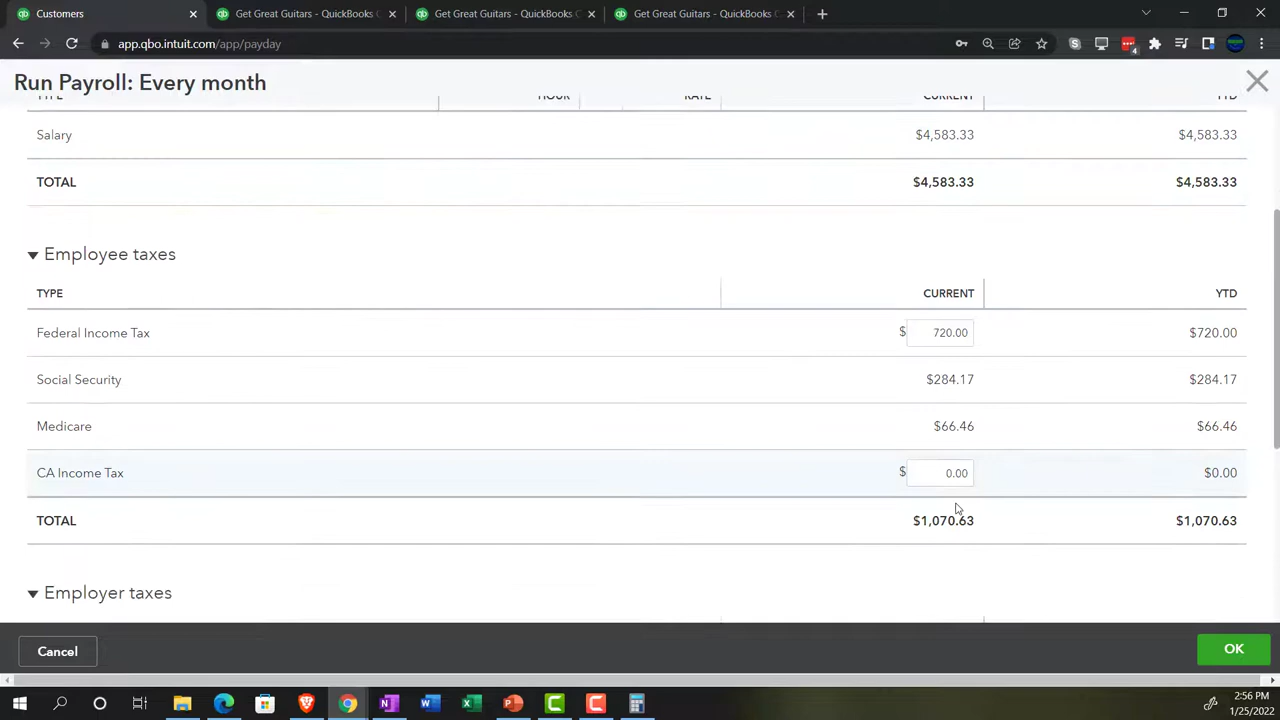 Customers
Get Great Guitars - QuickBooks C
Get Great Guitars - QuickBooks C
Get Great Guitars - QuickBooks C
app.qbo.intuit.com/app/payday
4
Run Payroll: Every month
TYPE HOUR RATE CURRENT YTD
Salary $4,583.33 $4,583.33
TOTAL $4,583.33 $4,583.33
Employee taxes
TYPE CURRENT YTD
Federal Income Tax $ 720.00 $720.00
Social Security $284.17 $284.17
Medicare $66.46 $66.46
CA Income Tax $ 0.00 $0.00
TOTAL $1,070.63 $1,070.63
Employer taxes
Cancel OK
2:56 PM
1/25/2022